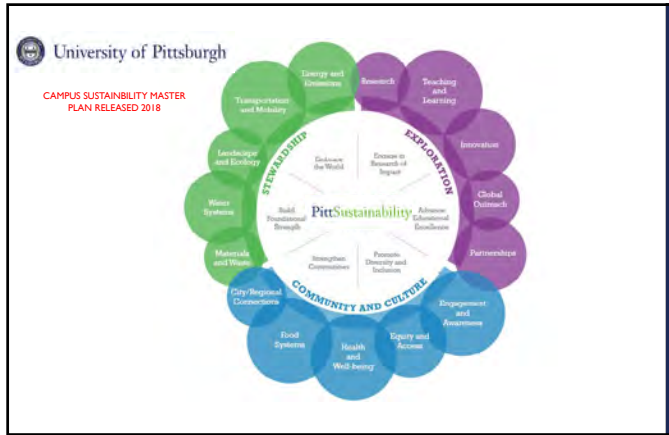 University of Pittsburgh
CAMPUS SUSTAINBILITY MASTER
PLAN RELEASED 2018
Energy and
Emissions
Research
Teaching
and
Learning
Transportation
and Mobility
Innovation
Landscape
and Ecology
Global
Outreach
Water
Systems
Partnerships
Materials
and Waste
STEWARDSHIP
EXPLORATION
COMMUNITY AND CULTURE
Embrace
the World
Engage in
Research of
Impact
Build
Foundational
Strength
PittSustainability
Advance
Educational
Excellence
Strengthen
Communities
Promote
Diversity and
Inclusion
City/Regional
Connections
Engagement
and
Awareness
Food
Systems
Health
and
Well-being
Equity and
Access